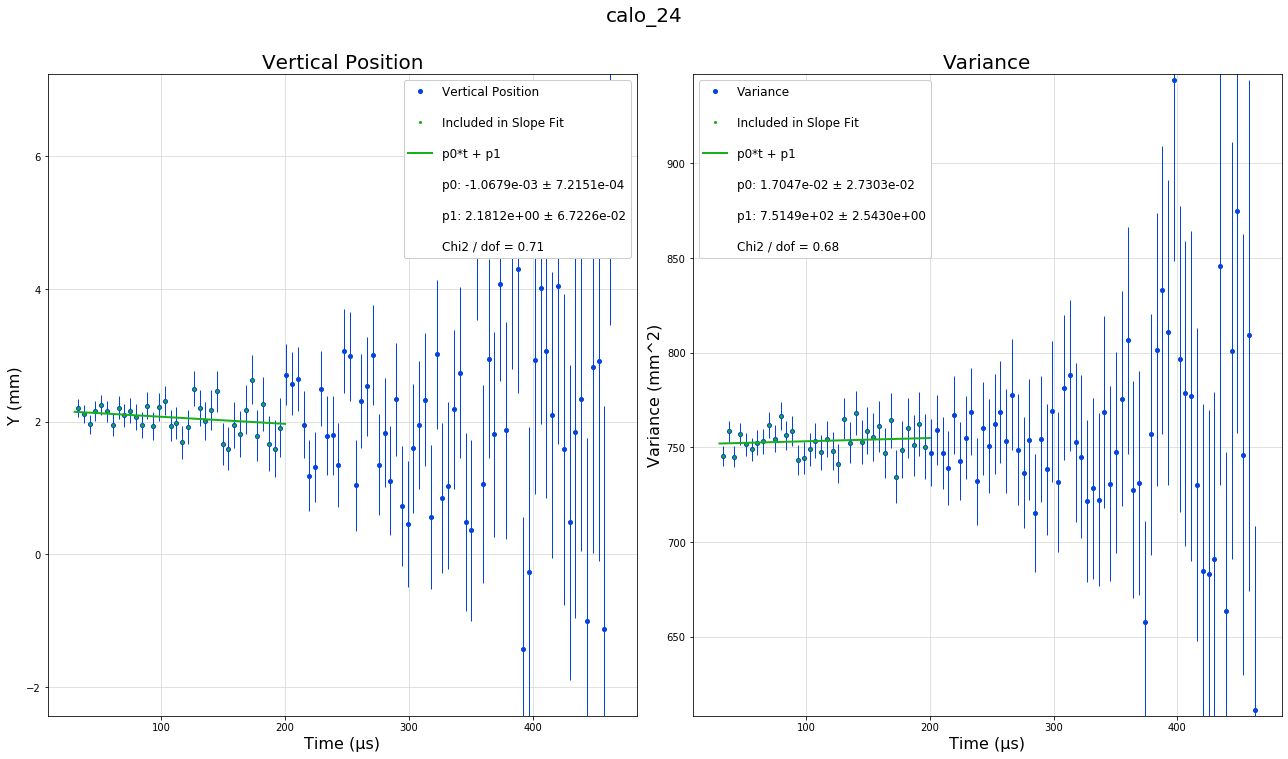 calo_24
Vertical Position
Vertical Position
Included in Slope Fit
p0*t + p1
p0: -1.0679e-03 ± 7.2151e-04
p1: 2.1812e+00 ± 6.7226e-02
Chi2 / dof = 0.71
Y (mm)
6
4
2
0
−2
100 200 300 400
Time (μs)
Variance
Variance
Included in Slope Fit
p0*t + p1
p0: 1.7047e-02 ± 2.7303e-02
p1: 7.5149e+02 ± 2.5430e+00
Chi2 / dof = 0.68
Variance (mm^2)
900
850
800
750
700
650
100 200 300 400
Time (μs)